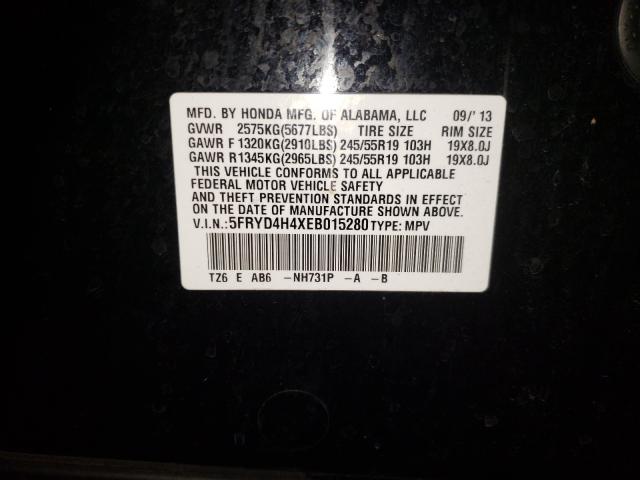 MFD. BY HONDA MFG. OF ALABAMA, LLC 09/'13
GVWR 2575KG(5677LBS) TIRE SIZE RIM SIZE
GAWR F 1320KG(2910LBS) 245/55R19 103H 19X8.0J
GAWR R1345KG(2965LBS) 245/55R19 103H 19X8.0J
THIS VEHICLE CONFORMS TO ALL APPLICABLE
FEDERAL MOTOR VEHICLE SAFETY
AND THEFT PREVENTION STANDARDS IN EFFECT
ON THE DATE OF MANUFACTURE SHOWN ABOVE.
V.I.N.: 5FRYD4H4XEB015280 TYPE: MPV
TZ6 E AB6 -NH731P -A -B